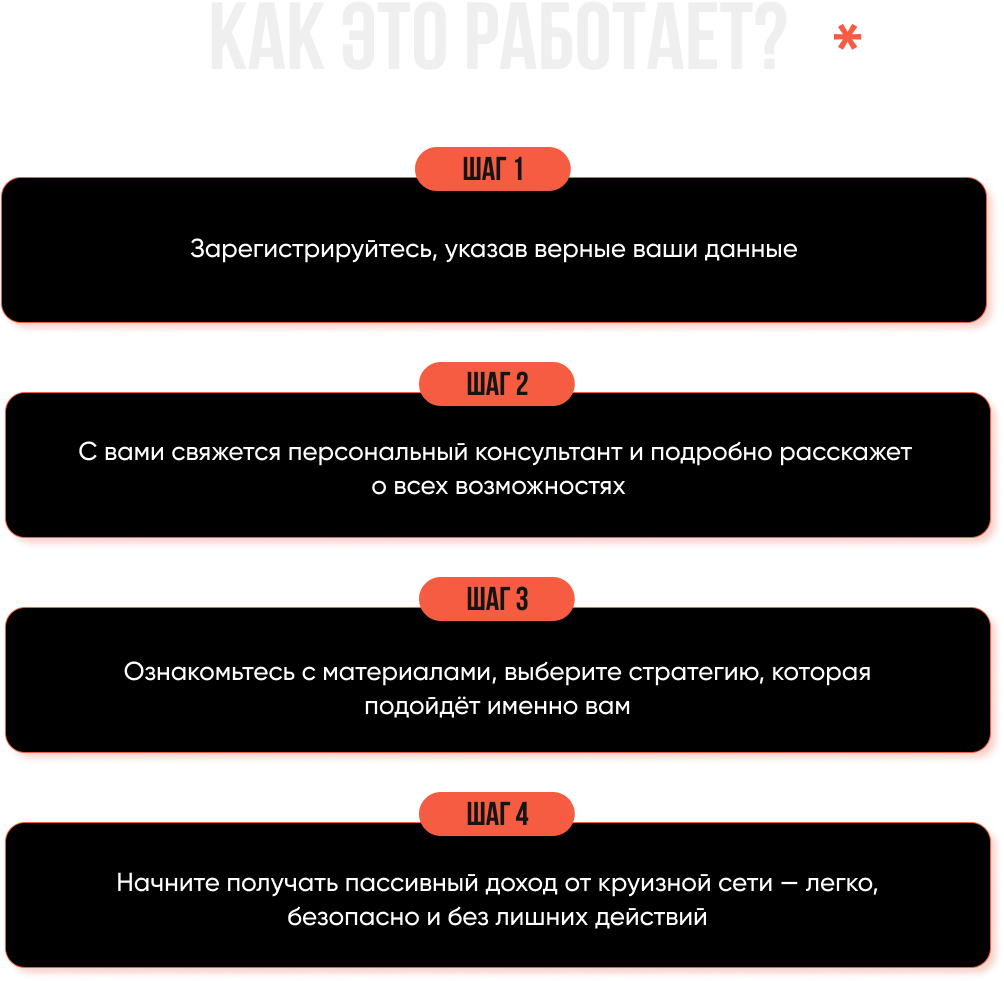 КАК ЭТО РАБОТАЕТ?
ШАГ 1
Зарегистрируйтесь, указав верные ваши данные
ШАГ 2
С вами свяжется персональный консультант и подробно расскажет
о всех возможностях
ШАГ 3
Ознакомьтесь с материалами, выберите стратегию, которая
подойдёт именно вам
ШАГ 4
Начните получать пассивный доход от круизной сети — легко,
безопасно и без лишних действий